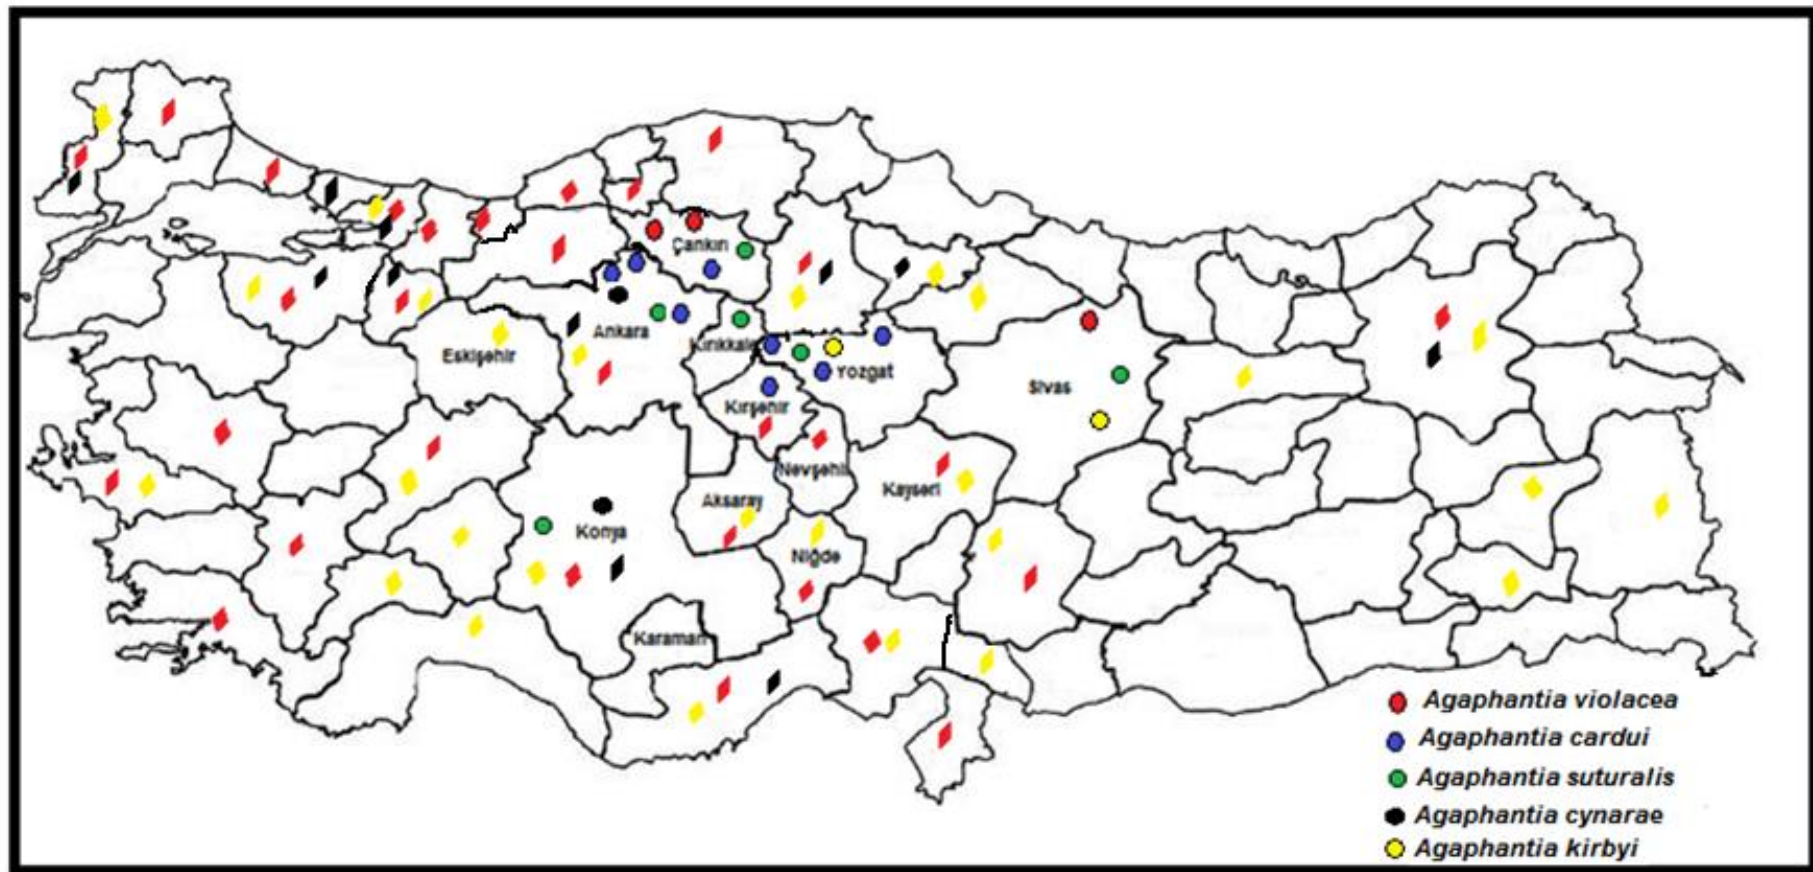 Çankırı
Ankara
Kırıkkale
Eskişehir
Yozgat
Sivas
Kırşehir
Nevşehir
Kayseri
Aksaray
Konya
Niğde
Karaman
Agaphantia violacea
Agaphantia cardui
Agaphantia suturalis
Agaphantia cynarae
Agaphantia kirbyi